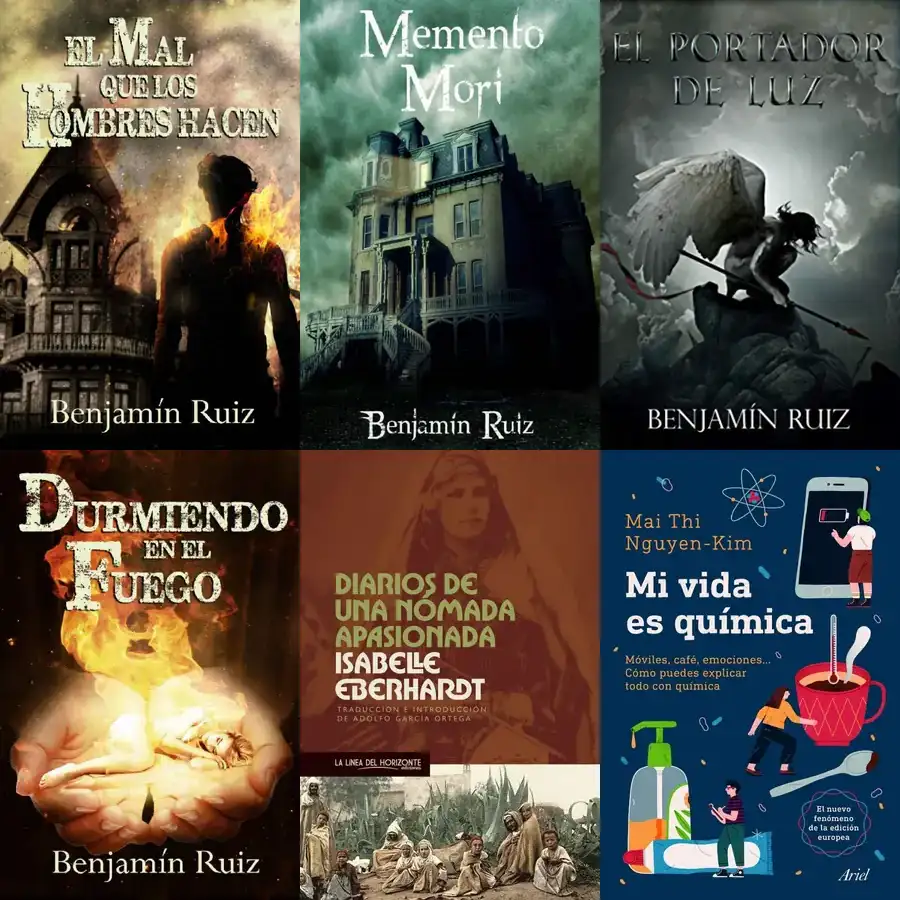 EL MAL
QUE LOS
HOMBRES HACEN
Benjamín Ruiz
Memento
Mori
Benjamín Ruiz
EL PORTADOR
DE LUZ
BENJAMÍN RUIZ
DURMIENDO
EN EL
FUEGO
Benjamín Ruiz
DIARIOS DE
UNA NÓMADA
APASIONADA
ISABELLE
EBERHARDT
TRADUCCIÓN E INTRODUCCIÓN
DE ADOLFO GARCÍA ORTEGA
LA LINEA DEL HORIZONTE
ediciones
Mai Thi
Nguyen-Kim
Mi vida
es química
Móviles, café, emociones...
Cómo puedes explicar
todo con química
El nuevo
fenómeno
de la edición
europea
Ariel